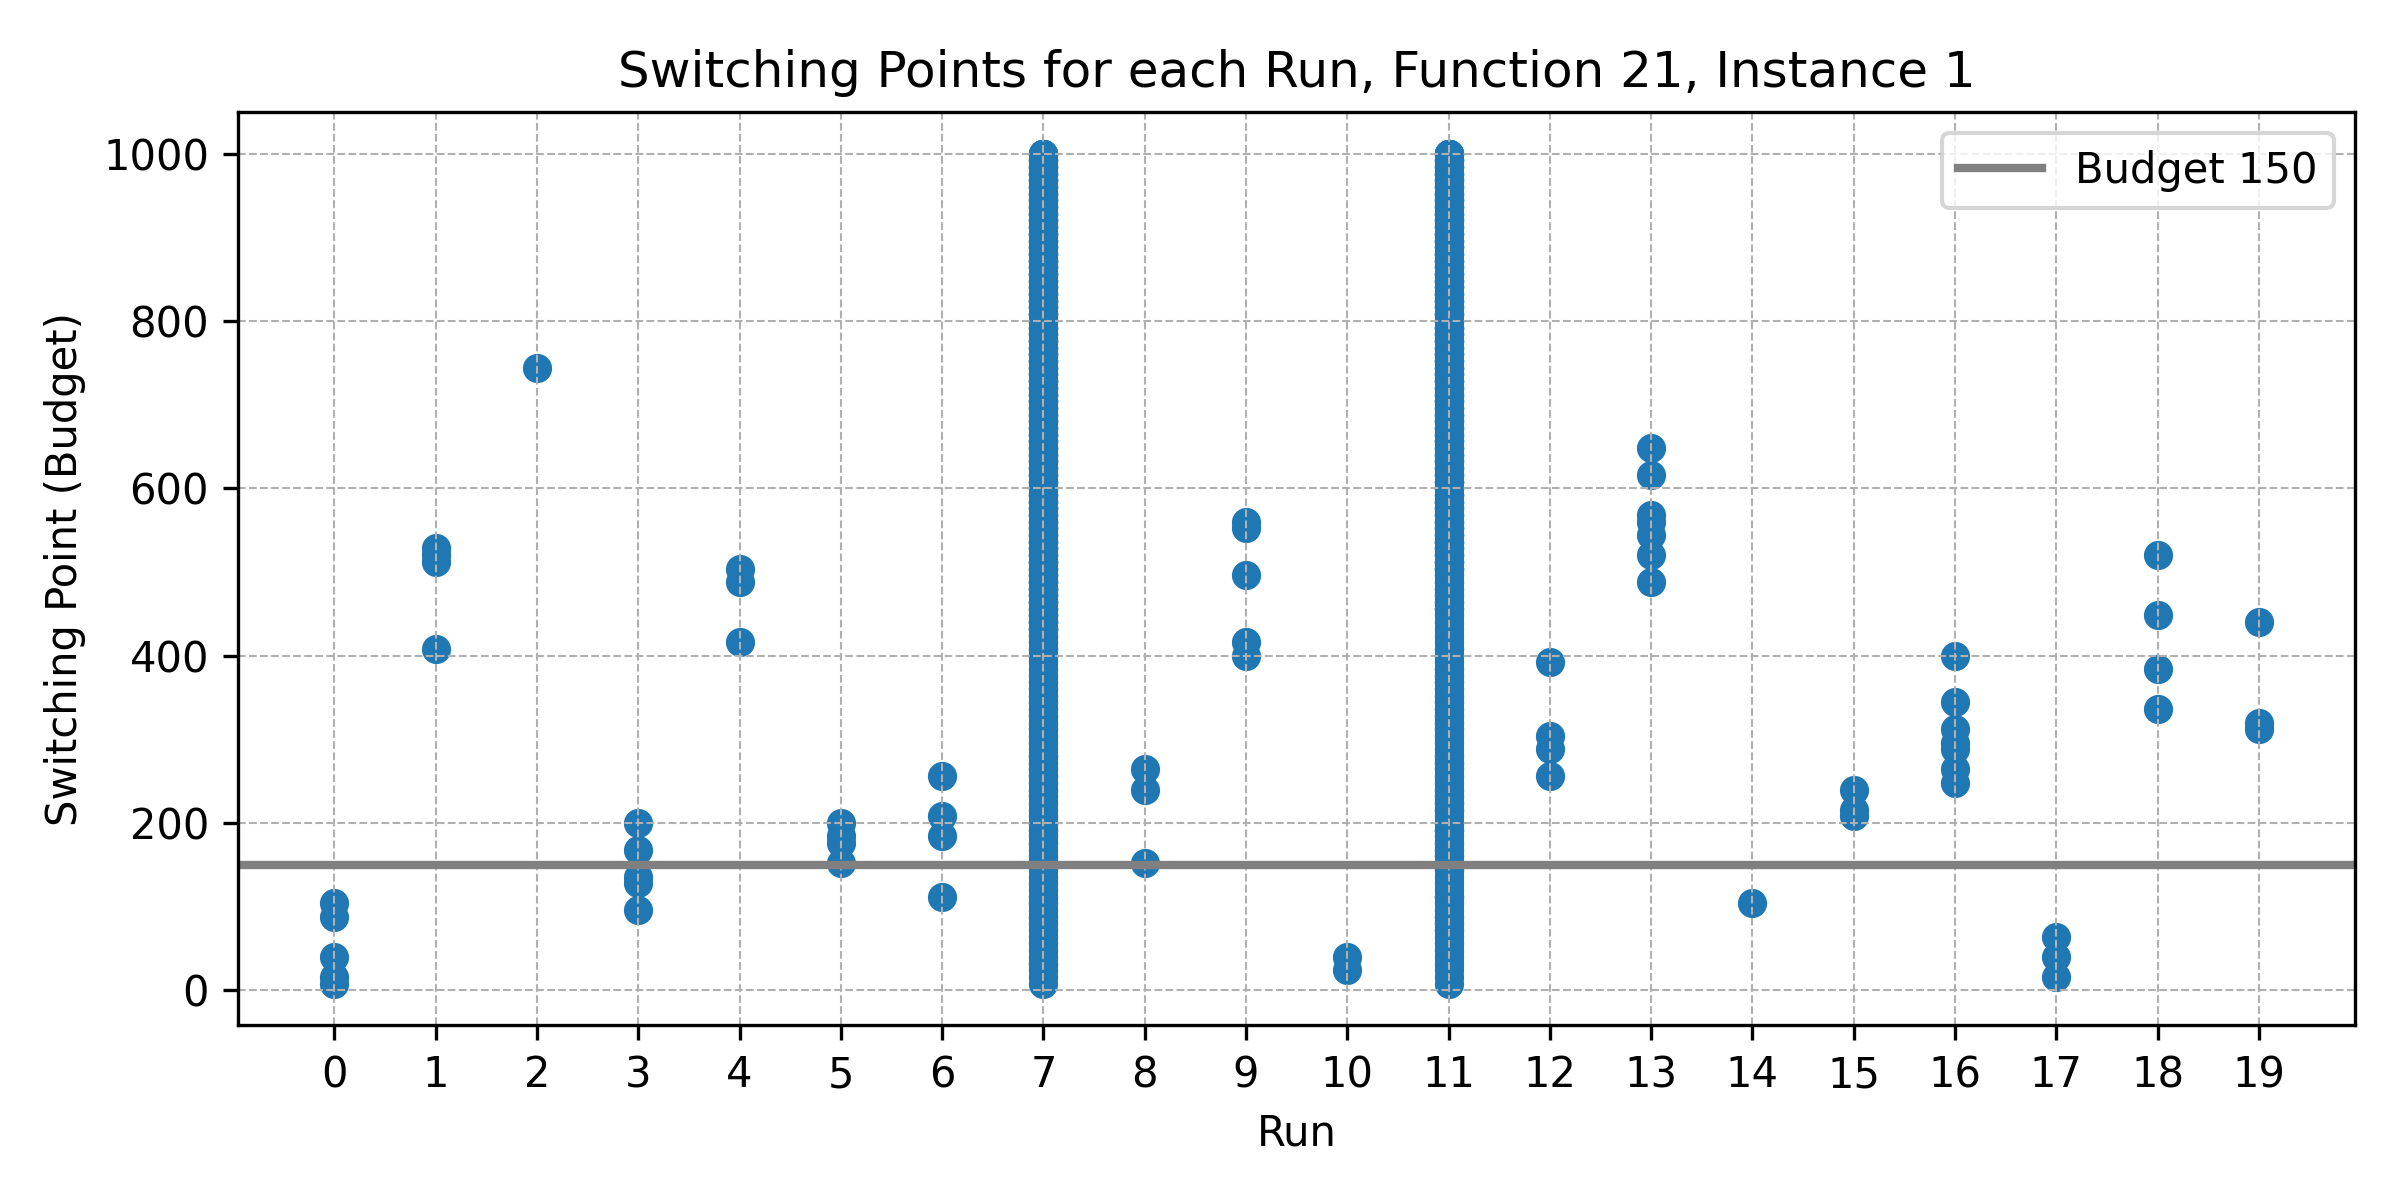 Switching Points for each Run, Function 21, Instance 1
Budget 150
Switching Point (Budget)
1000
800
600
400
200
0
0 1 2 3 4 5 6 7 8 9 10 11 12 13 14 15 16 17 18 19
Run